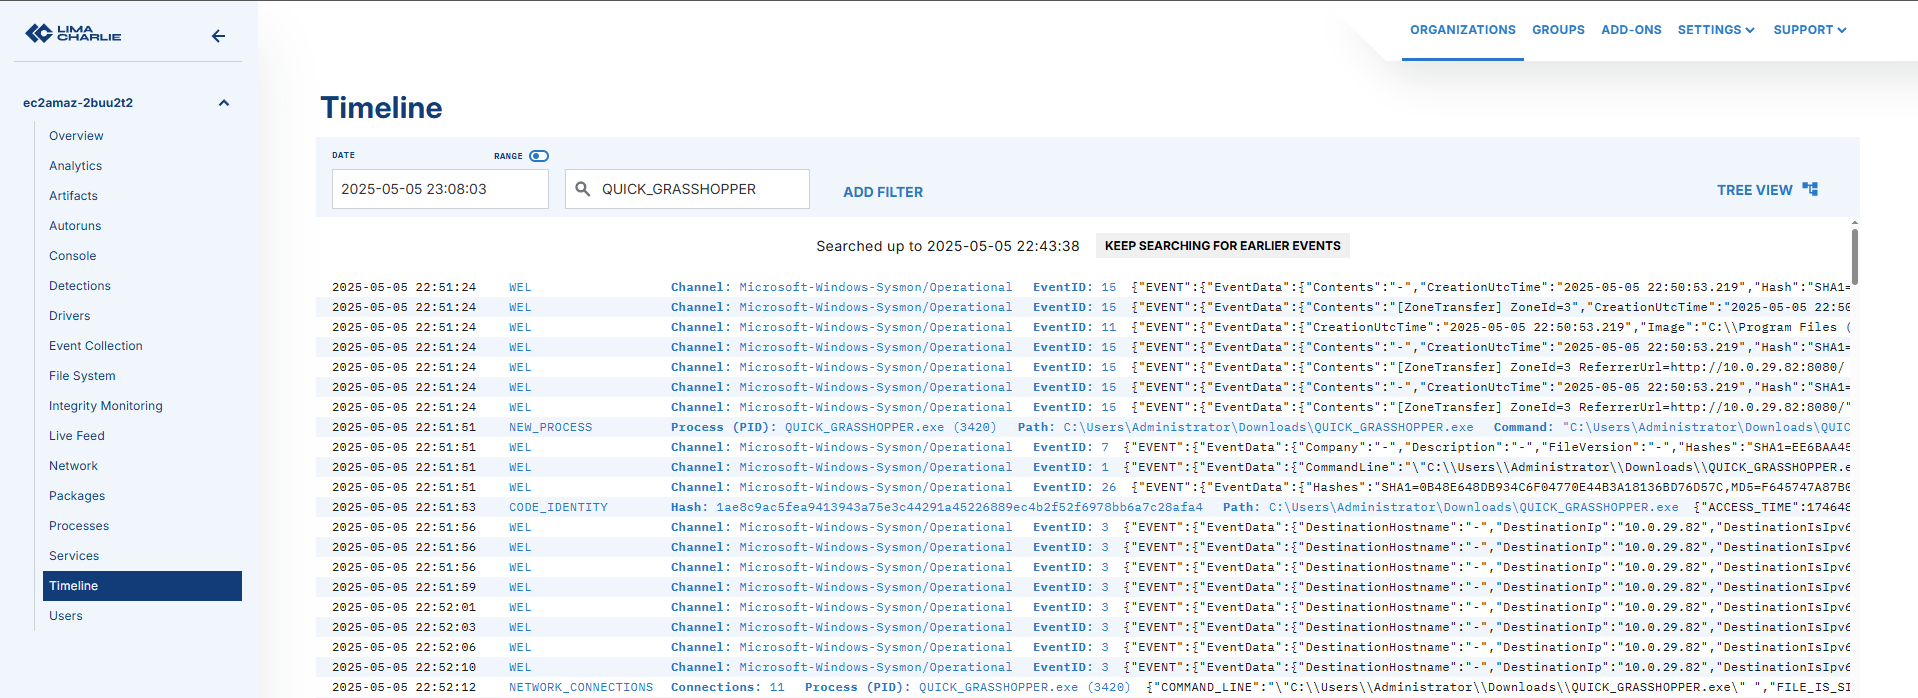 LIMA
CHARLIE
ORGANIZATIONS GROUPS ADD-ONS SETTINGS SUPPORT
ec2amaz-2buu2t2
Overview
Analytics
Artifacts
Autoruns
Console
Detections
Drivers
Event Collection
File System
Integrity Monitoring
Live Feed
Network
Packages
Processes
Services
Timeline
Users
Timeline
DATE RANGE
2025-05-05 23:08:03 QUICK_GRASSHOPPER ADD FILTER TREE VIEW
Searched up to 2025-05-05 22:43:38 KEEP SEARCHING FOR EARLIER EVENTS
2025-05-05 22:51:24 WEL Channel: Microsoft-Windows-Sysmon/Operational EventID: 15 {"EVENT":{"EventData":{"Contents":"-","CreationUtcTime":"2025-05-05 22:50:53.219","Hash":"SHA1=
2025-05-05 22:51:24 WEL Channel: Microsoft-Windows-Sysmon/Operational EventID: 15 {"EVENT":{"EventData":{"Contents":"[ZoneTransfer] ZoneId=3","CreationUtcTime":"2025-05-05 22:50
2025-05-05 22:51:24 WEL Channel: Microsoft-Windows-Sysmon/Operational EventID: 11 {"EVENT":{"EventData":{"CreationUtcTime":"2025-05-05 22:50:53.219","Image":"C:\\Program Files (
2025-05-05 22:51:24 WEL Channel: Microsoft-Windows-Sysmon/Operational EventID: 15 {"EVENT":{"EventData":{"Contents":"-","CreationUtcTime":"2025-05-05 22:50:53.219","Hash":"SHA1=
2025-05-05 22:51:24 WEL Channel: Microsoft-Windows-Sysmon/Operational EventID: 15 {"EVENT":{"EventData":{"Contents":"[ZoneTransfer] ZoneId=3 ReferrerUrl=http://10.0.29.82:8080/
2025-05-05 22:51:24 WEL Channel: Microsoft-Windows-Sysmon/Operational EventID: 15 {"EVENT":{"EventData":{"Contents":"-","CreationUtcTime":"2025-05-05 22:50:53.219","Hash":"SHA1=
2025-05-05 22:51:24 WEL Channel: Microsoft-Windows-Sysmon/Operational EventID: 15 {"EVENT":{"EventData":{"Contents":"[ZoneTransfer] ZoneId=3 ReferrerUrl=http://10.0.29.82:8080/"
2025-05-05 22:51:51 NEW_PROCESS Process (PID): QUICK_GRASSHOPPER.exe (3420) Path: C:\Users\Administrator\Downloads\QUICK_GRASSHOPPER.exe Command: "C:\Users\Administrator\Downloads\QUIC
2025-05-05 22:51:51 WEL Channel: Microsoft-Windows-Sysmon/Operational EventID: 7 {"EVENT":{"EventData":{"Company":"-","Description":"-","FileVersion":"-","Hashes":"SHA1=EE6BAA45
2025-05-05 22:51:51 WEL Channel: Microsoft-Windows-Sysmon/Operational EventID: 1 {"EVENT":{"EventData":{"CommandLine":"\"C:\\Users\\Administrator\\Downloads\\QUICK_GRASSHOPPER.e
2025-05-05 22:51:51 WEL Channel: Microsoft-Windows-Sysmon/Operational EventID: 26 {"EVENT":{"EventData":{"Hashes":"SHA1=0B48E648DB934C6F04770E44B3A18136BD76D57C,MD5=F645747A87B0
2025-05-05 22:51:53 CODE_IDENTITY Hash: 1ae8c9ac5fea9413943a75e3c44291a45226889ec4b2f52f6978bb6a7c28afa4 Path: C:\Users\Administrator\Downloads\QUICK_GRASSHOPPER.exe {"ACCESS_TIME":174648
2025-05-05 22:51:56 WEL Channel: Microsoft-Windows-Sysmon/Operational EventID: 3 {"EVENT":{"EventData":{"DestinationHostname":"-","DestinationIp":"10.0.29.82","DestinationIsIpv6
2025-05-05 22:51:56 WEL Channel: Microsoft-Windows-Sysmon/Operational EventID: 3 {"EVENT":{"EventData":{"DestinationHostname":"-","DestinationIp":"10.0.29.82","DestinationIsIpv6
2025-05-05 22:51:56 WEL Channel: Microsoft-Windows-Sysmon/Operational EventID: 3 {"EVENT":{"EventData":{"DestinationHostname":"-","DestinationIp":"10.0.29.82","DestinationIsIpv6
2025-05-05 22:51:59 WEL Channel: Microsoft-Windows-Sysmon/Operational EventID: 3 {"EVENT":{"EventData":{"DestinationHostname":"-","DestinationIp":"10.0.29.82","DestinationIsIpv6
2025-05-05 22:52:01 WEL Channel: Microsoft-Windows-Sysmon/Operational EventID: 3 {"EVENT":{"EventData":{"DestinationHostname":"-","DestinationIp":"10.0.29.82","DestinationIsIpv6
2025-05-05 22:52:03 WEL Channel: Microsoft-Windows-Sysmon/Operational EventID: 3 {"EVENT":{"EventData":{"DestinationHostname":"-","DestinationIp":"10.0.29.82","DestinationIsIpv6
2025-05-05 22:52:06 WEL Channel: Microsoft-Windows-Sysmon/Operational EventID: 3 {"EVENT":{"EventData":{"DestinationHostname":"-","DestinationIp":"10.0.29.82","DestinationIsIpv6
2025-05-05 22:52:10 WEL Channel: Microsoft-Windows-Sysmon/Operational EventID: 3 {"EVENT":{"EventData":{"DestinationHostname":"-","DestinationIp":"10.0.29.82","DestinationIsIpv6
2025-05-05 22:52:12 NETWORK_CONNECTIONS Connections: 11 Process (PID): QUICK_GRASSHOPPER.exe (3420) {"COMMAND_LINE":"\"C:\\Users\\Administrator\\Downloads\\QUICK_GRASSHOPPER.exe\" ","FILE_IS_SI